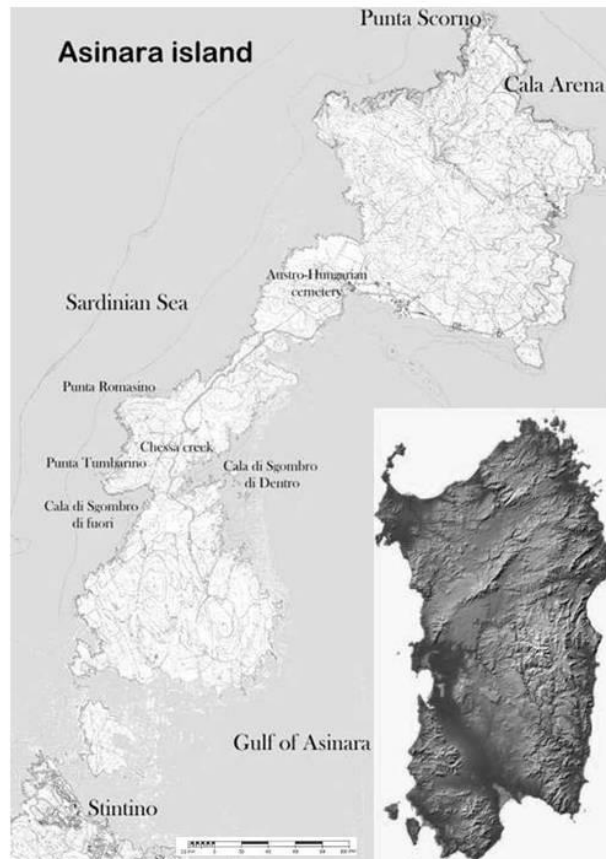 Punta Scorno
Asinara island
Cala Arena
Austro-Hungarian
cemetery
Sardinian Sea
Punta Romasino
Chessa creek
Punta Tumbarino
Cala di Sgombro
di Dentro
Cala di Sgombro
di fuori
Gulf of Asinara
Stintino